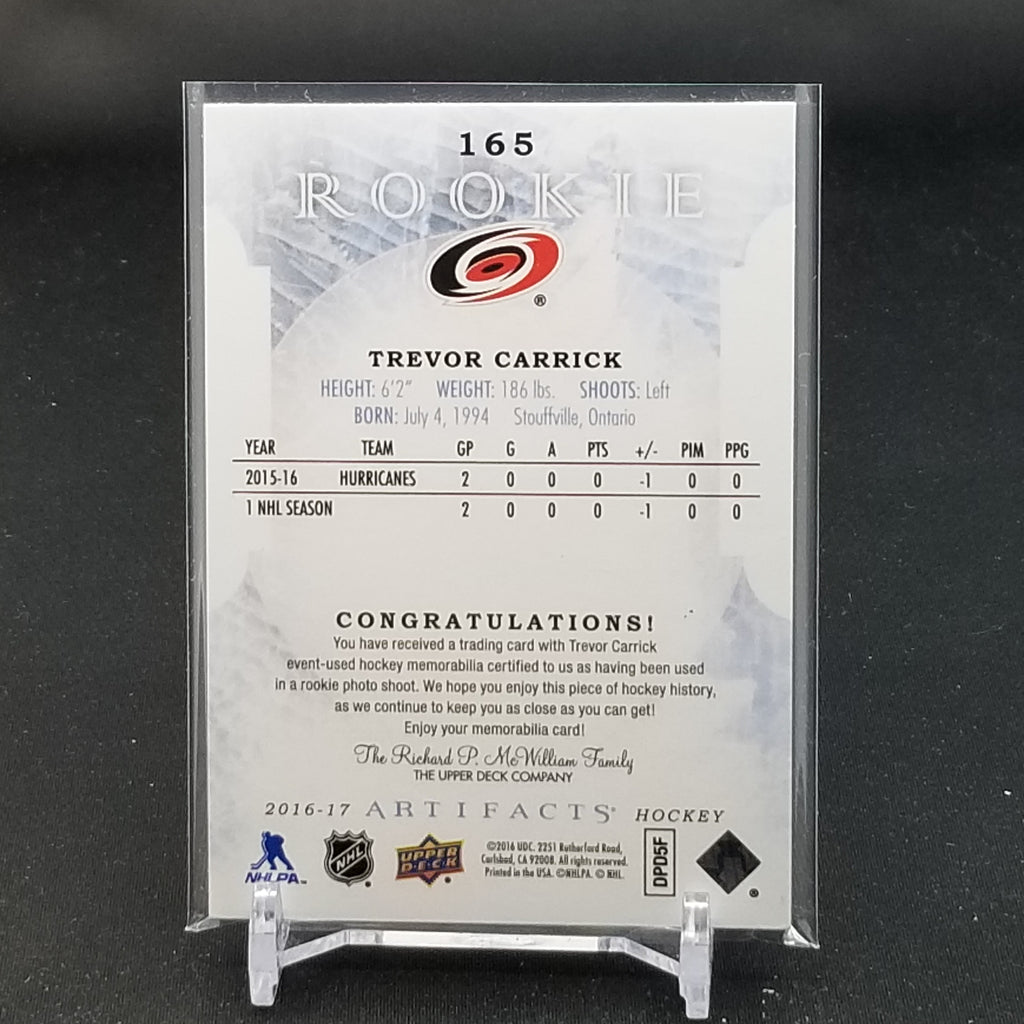 165
ROOKIE
®
TREVOR CARRICK
HEIGHT: 6'2" WEIGHT: 186 lbs. SHOOTS: Left
BORN: July 4, 1994 Stouffville, Ontario
YEAR TEAM GP G A PTS +/- PIM PPG
2015-16 HURRICANES 2 0 0 0 -1 0 0
1 NHL SEASON 2 0 0 0 -1 0 0
CONGRATULATIONS!
You have received a trading card with Trevor Carrick
event-used hockey memorabilia certified to us as having been used
in a rookie photo shoot. We hope you enjoy this piece of hockey history,
as we continue to keep you as close as you can get!
Enjoy your memorabilia card!
The Richard P. McWilliam Family
THE UPPER DECK COMPANY
2016-17 ARTIFACTS HOCKEY
NHLPA
NHL
UPPER DECK
©2016 UDC. 2251 Rutherford Road,
Carlsbad, CA 92008. All rights reserved.
Printed in the USA. ©NHLPA. © NHL.
DPD5F
®